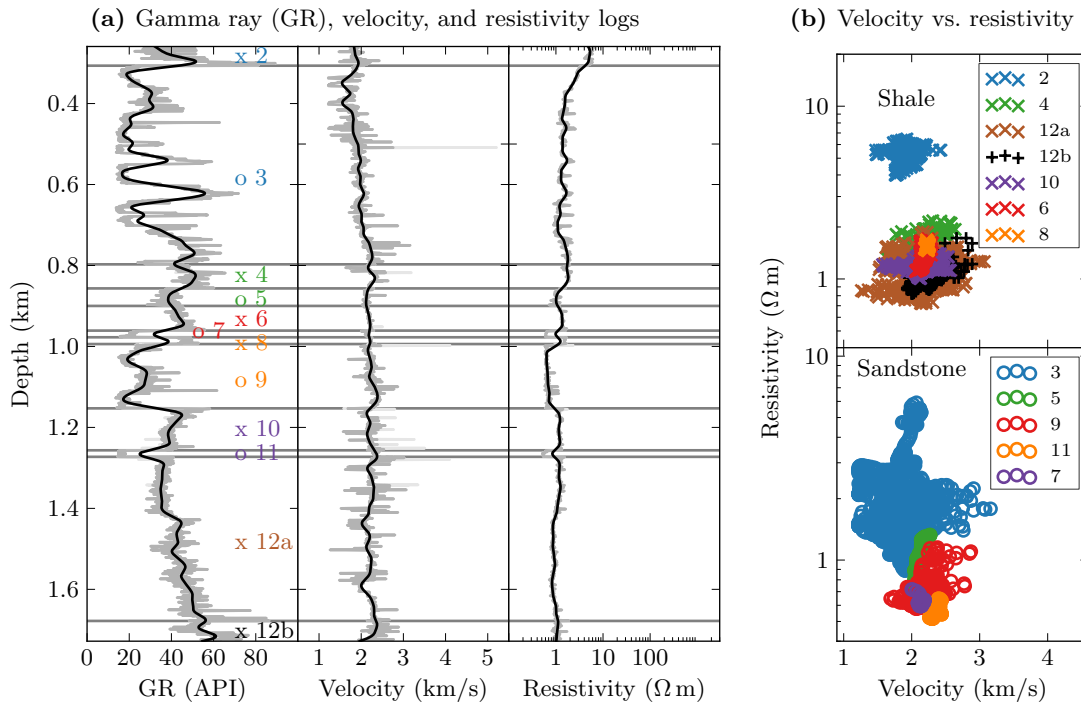 (a) Gamma ray (GR), velocity, and resistivity logs
(b) Velocity vs. resistivity
x 2
o 3
x 4
o 5
x 6
o 7
x 8
o 9
x 10
o 11
x 12a
x 12b
0.4
0.6
0.8
1.0
1.2
1.4
1.6
Depth (km)
0 20 40 60 80
GR (API)
1 2 3 4 5
Velocity (km/s)
1 10 100
Resistivity (Ω m)
Shale
2
4
12a
12b
10
6
8
10
1
Resistivity (Ω m)
Sandstone
3
5
9
11
7
10
1
1 2 3 4
Velocity (km/s)